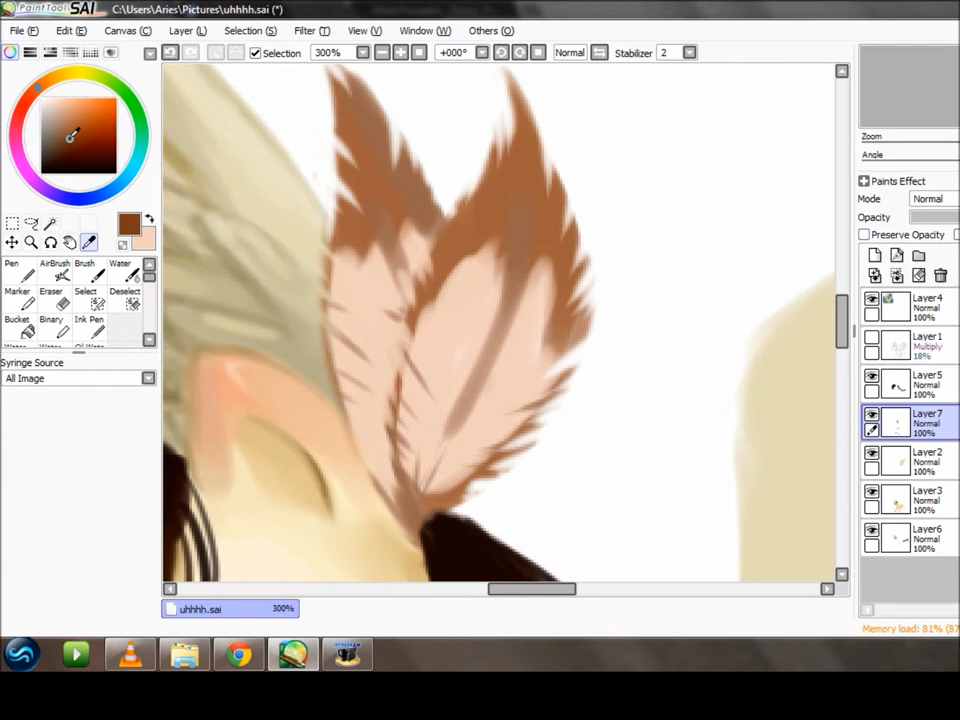 PaintTool SAI C:\Users\Aries\Pictures\uhhhh.sai (*)
File (F) Edit (E) Canvas (C) Layer (L) Selection (S) Filter (T) View (V) Window (W) Others (O)
Selection 300% +000° Normal Stabilizer 2
Zoom
Angle
Paints Effect
Mode Normal
Opacity
Preserve Opacity
Pen AirBrush Brush Water
Marker Eraser Select Deselect
Bucket Binary Ink Pen
Syringe Source
All Image
Layer4
Normal
100%
Layer1
Multiply
18%
Layer5
Normal
100%
Layer7
Normal
100%
Layer2
Normal
100%
Layer3
Normal
100%
Layer6
Normal
100%
uhhhh.sai 300%
Memory load: 81% (87